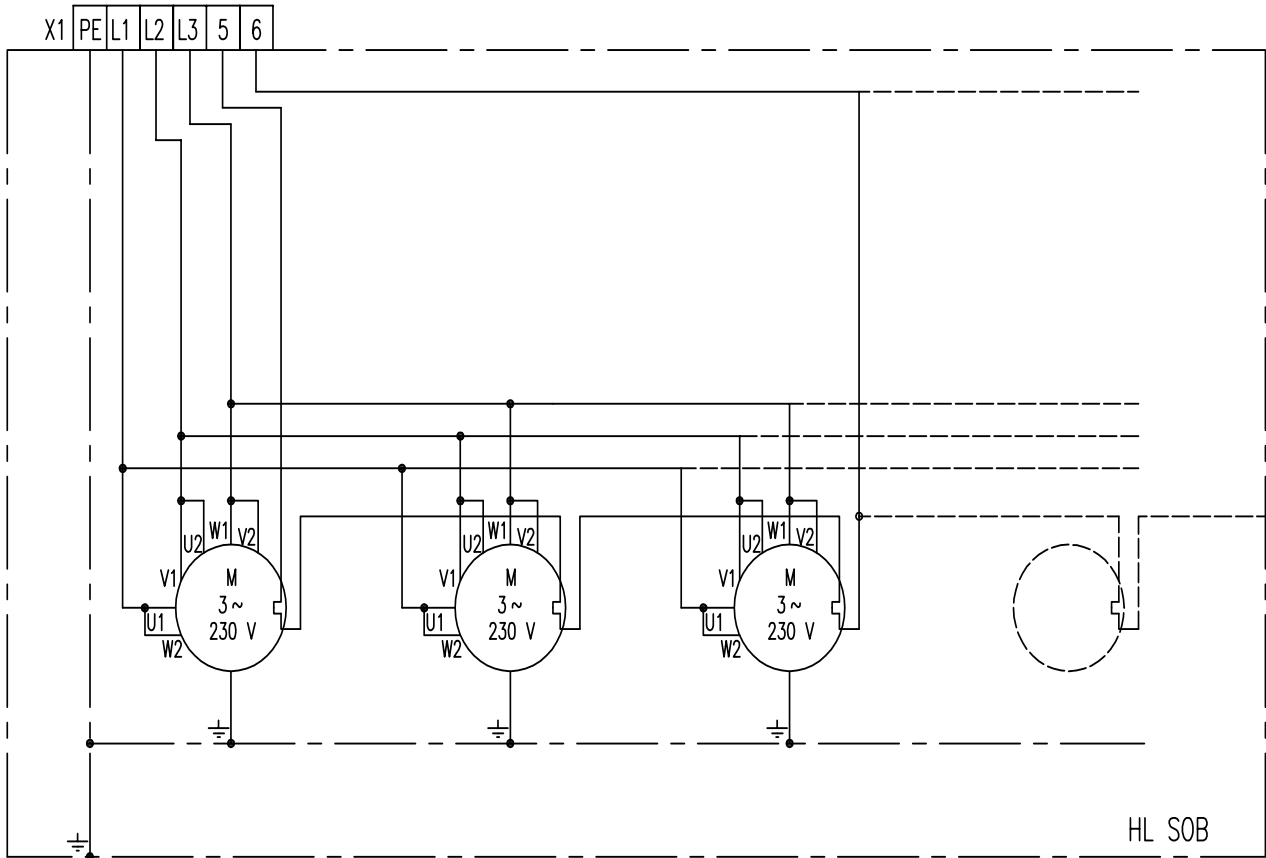 X1 PE L1 L2 L3 5 6
W1 W1 W1
U2 V2 U2 V2 U2 V2
V1 M V1 M V1 M
3 ~ 3 ~ 3 ~
U1 230 V U1 230 V U1 230 V
W2 W2 W2
HL SOB